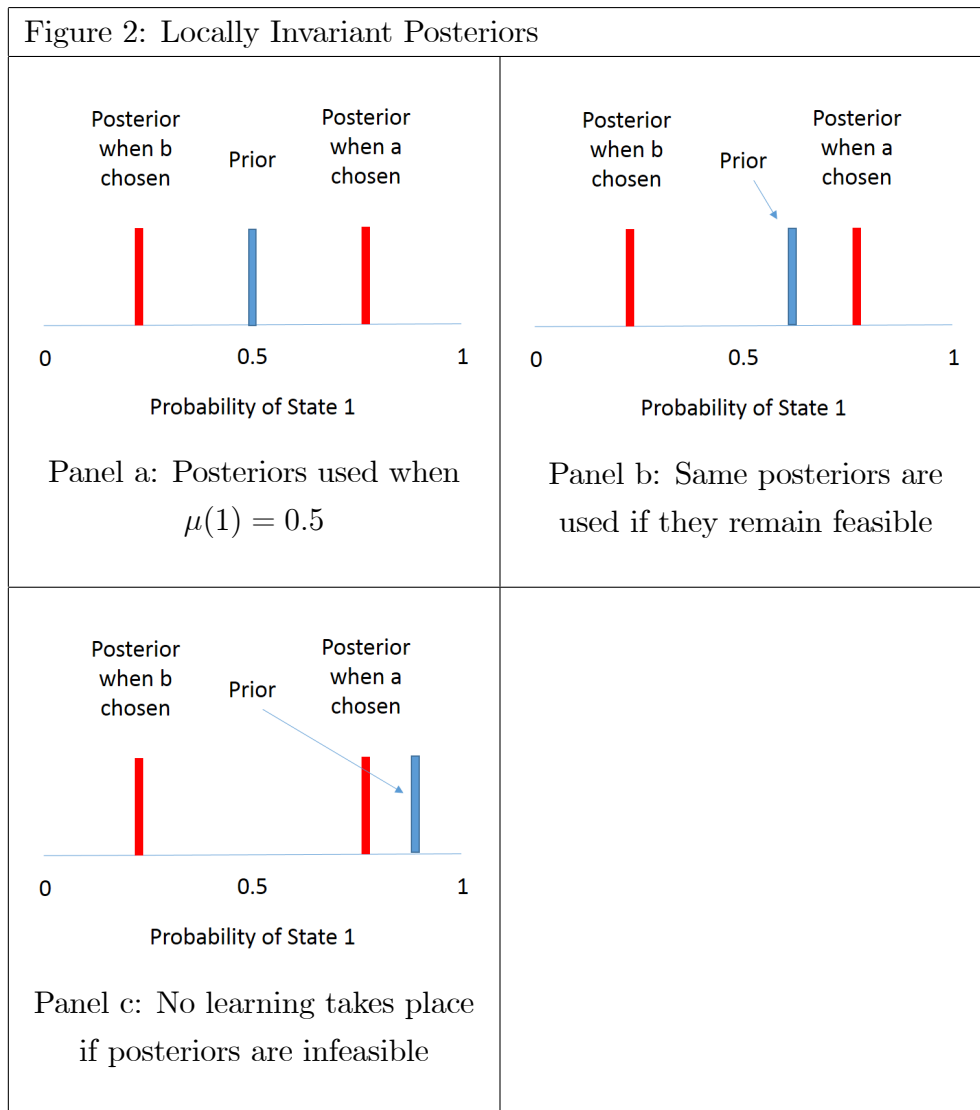 Figure 2: Locally Invariant Posteriors
Posterior
when b
chosen
Prior
Posterior
when a
chosen
0
0.5
1
Probability of State 1
Panel a: Posteriors used when
μ(1) = 0.5
Posterior
when b
chosen
Prior
Posterior
when a
chosen
0
0.5
1
Probability of State 1
Panel b: Same posteriors are
used if they remain feasible
Posterior
when b
chosen
Prior
Posterior
when a
chosen
0
0.5
1
Probability of State 1
Panel c: No learning takes place
if posteriors are infeasible